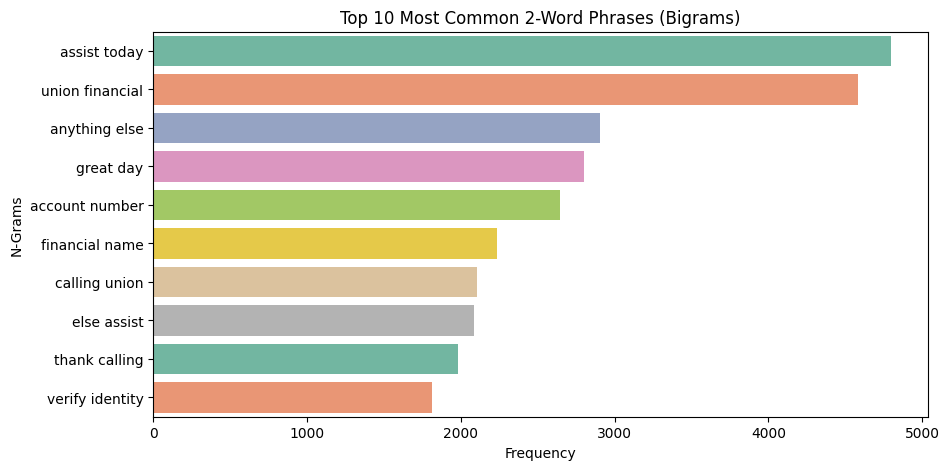 Top 10 Most Common 2-Word Phrases (Bigrams)
assist today
union financial
anything else
great day
account number
financial name
calling union
else assist
thank calling
verify identity
N-Grams
0 1000 2000 3000 4000 5000
Frequency